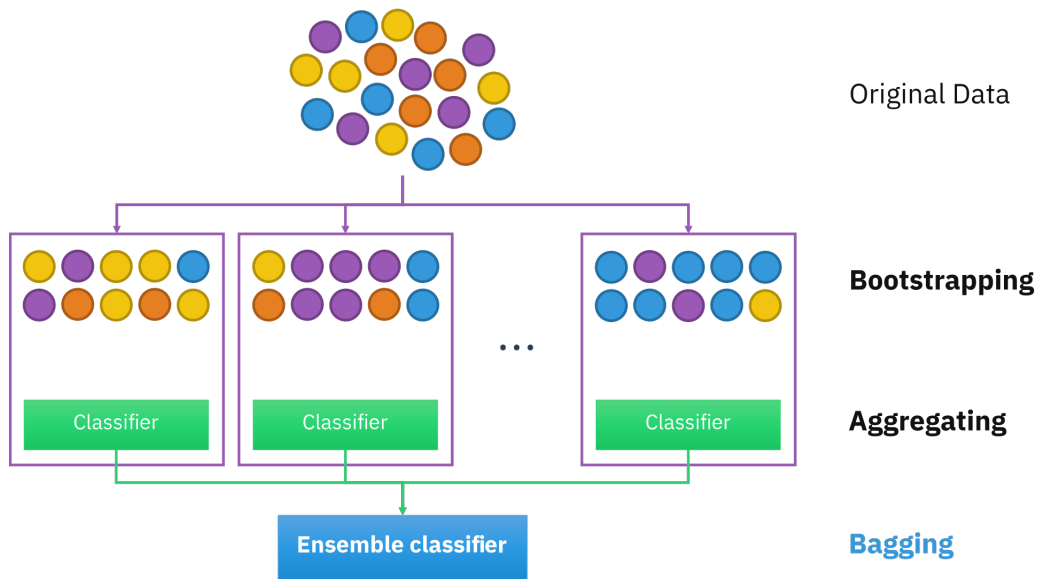 Original Data
Bootstrapping
...
Classifier
Classifier
Classifier
Aggregating
Ensemble classifier
Bagging